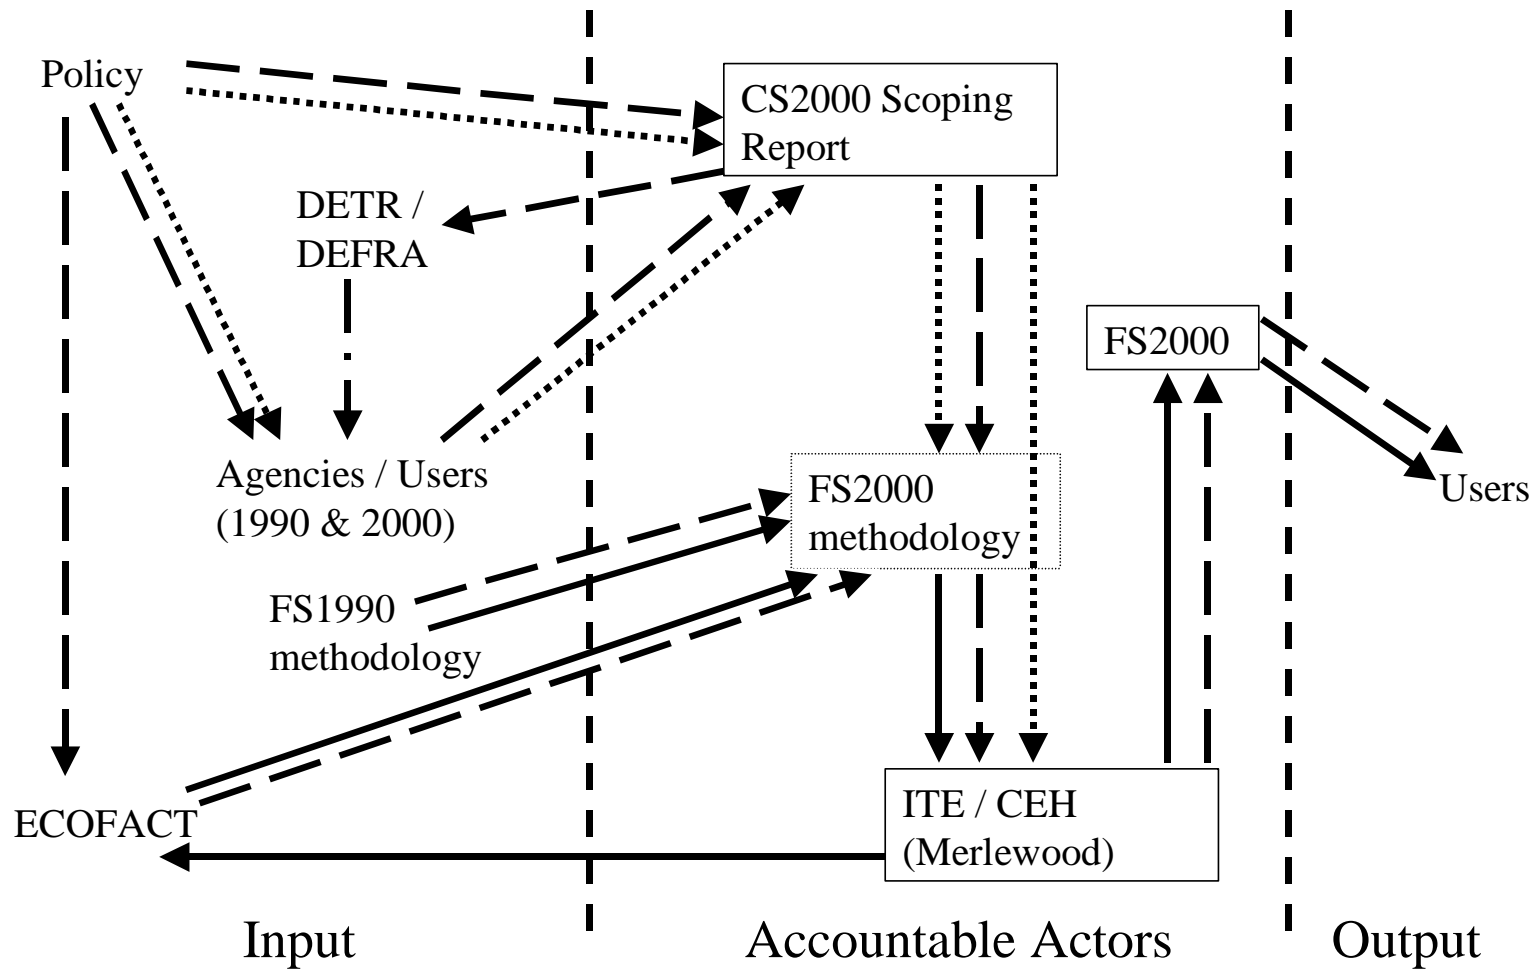 Policy
CS2000 Scoping
Report
DETR /
DEFRA
FS2000
Agencies / Users
(1990 & 2000)
FS2000
methodology
Users
FS1990
methodology
ECOFACT
ITE / CEH
(Merlewood)
Input
Accountable Actors
Output